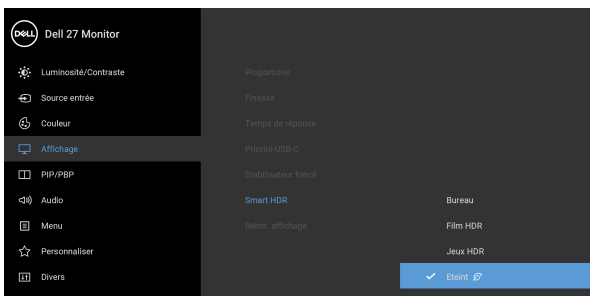 DELL Dell 27 Monitor
Luminosité/Contraste Proportions
Source entrée Finesse
Couleur Temps de réponse
Affichage Priorité USB-C
PIP/PBP Stabilisateur foncé
Audio Smart HDR Bureau
Menu Réinit. affichage Film HDR
Personnaliser Jeux HDR
Divers Eteint